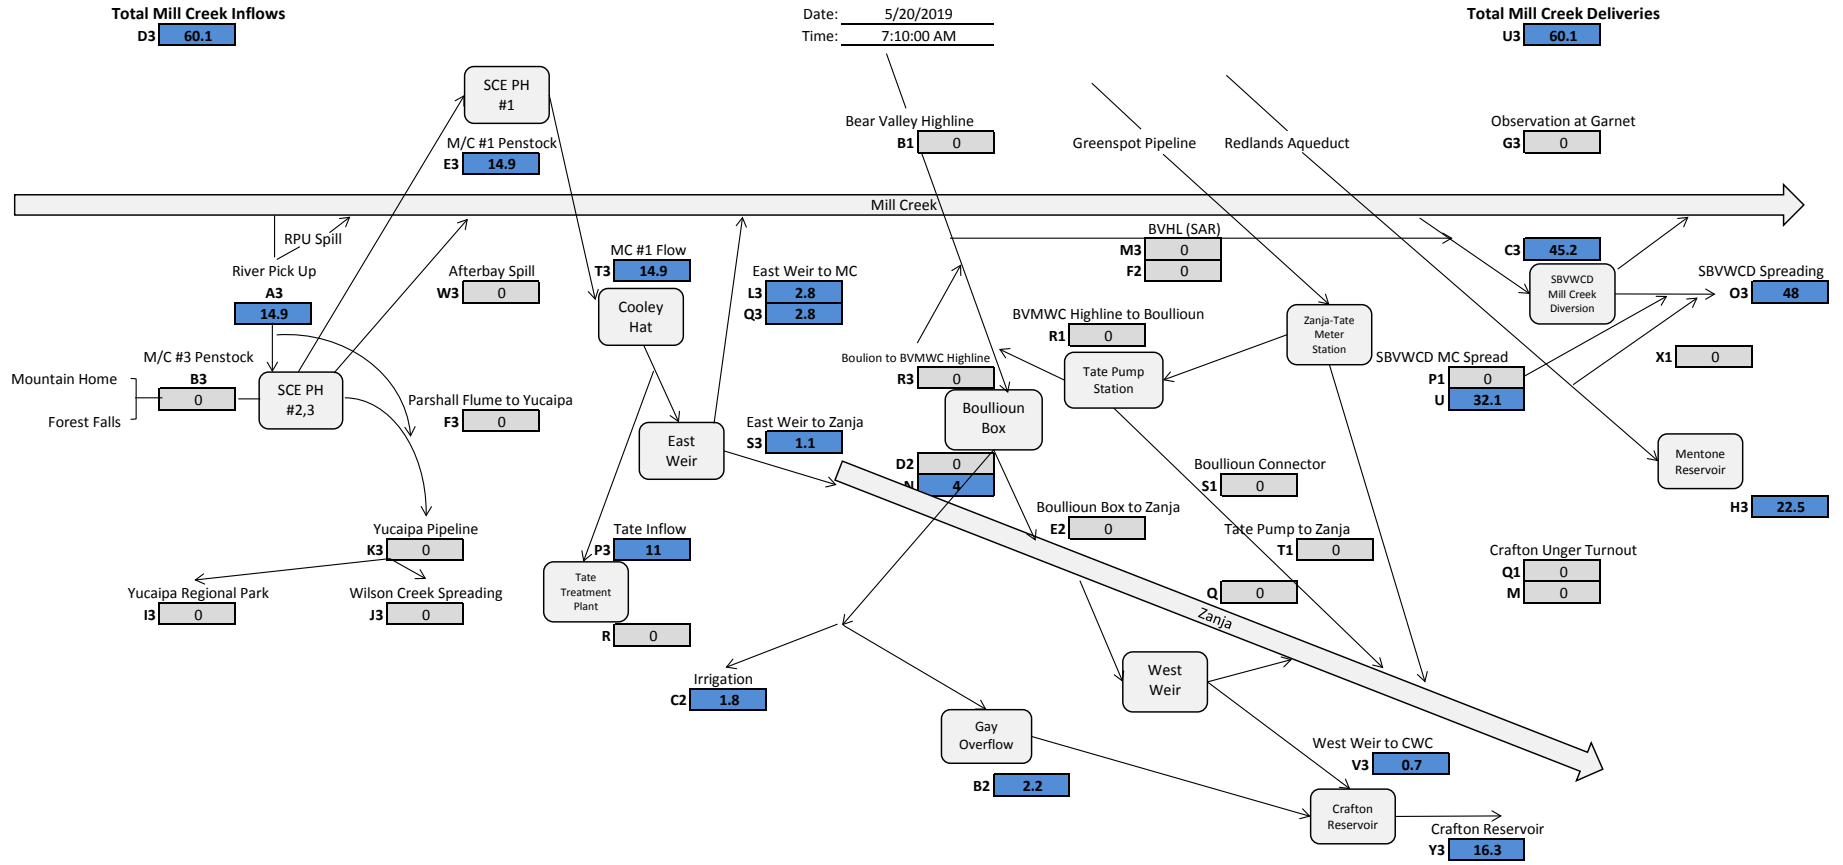 Total Mill Creek Inflows
D3 60.1
Date: 5/20/2019
Time: 7:10:00 AM
Total Mill Creek Deliveries
U3 60.1
SCE PH
#1
M/C #1 Penstock
E3 14.9
Bear Valley Highline
B1 0
Greenspot Pipeline
Redlands Aqueduct
Observation at Garnet
G3 0
Mill Creek
RPU Spill
River Pick Up
A3
14.9
Afterbay Spill
W3 0
MC #1 Flow
T3 14.9
Cooley
Hat
East Weir to MC
L3 2.8
Q3 2.8
BVHL (SAR)
M3 0
F2 0
C3 45.2
SBVWCD
Mill Creek
Diversion
SBVWCD Spreading
O3 48
BVMWC Highline to Boullioun
R1 0
Zanja-Tate
Meter
Station
Boulion to BVMWC Highline
R3 0
Tate Pump
Station
SBVWCD MC Spread
P1 0
U 32.1
X1 0
M/C #3 Penstock
B3
0
Mountain Home
Forest Falls
SCE PH
#2,3
Parshall Flume to Yucaipa
F3 0
East
Weir
East Weir to Zanja
S3 1.1
Boullioun
Box
D2 0
N 4
Boullioun Connector
S1 0
Mentone
Reservoir
H3 22.5
Boullioun Box to Zanja
E2 0
Tate Pump to Zanja
T1 0
Yucaipa Pipeline
K3 0
Tate Inflow
P3 11
Tate
Treatment
Plant
R 0
Crafton Unger Turnout
Q1 0
M 0
Yucaipa Regional Park
I3 0
Wilson Creek Spreading
J3 0
Q 0
Zanja
West
Weir
Irrigation
C2 1.8
Gay
Overflow
B2 2.2
West Weir to CWC
V3 0.7
Crafton
Reservoir
Crafton Reservoir
Y3 16.3